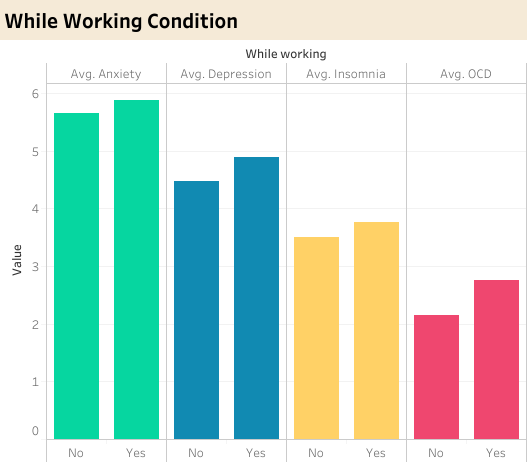 While Working Condition
While working
Avg. Anxiety Avg. Depression Avg. Insomnia Avg. OCD
6
5
4
3
2
1
0
Value
No Yes No Yes No Yes No Yes